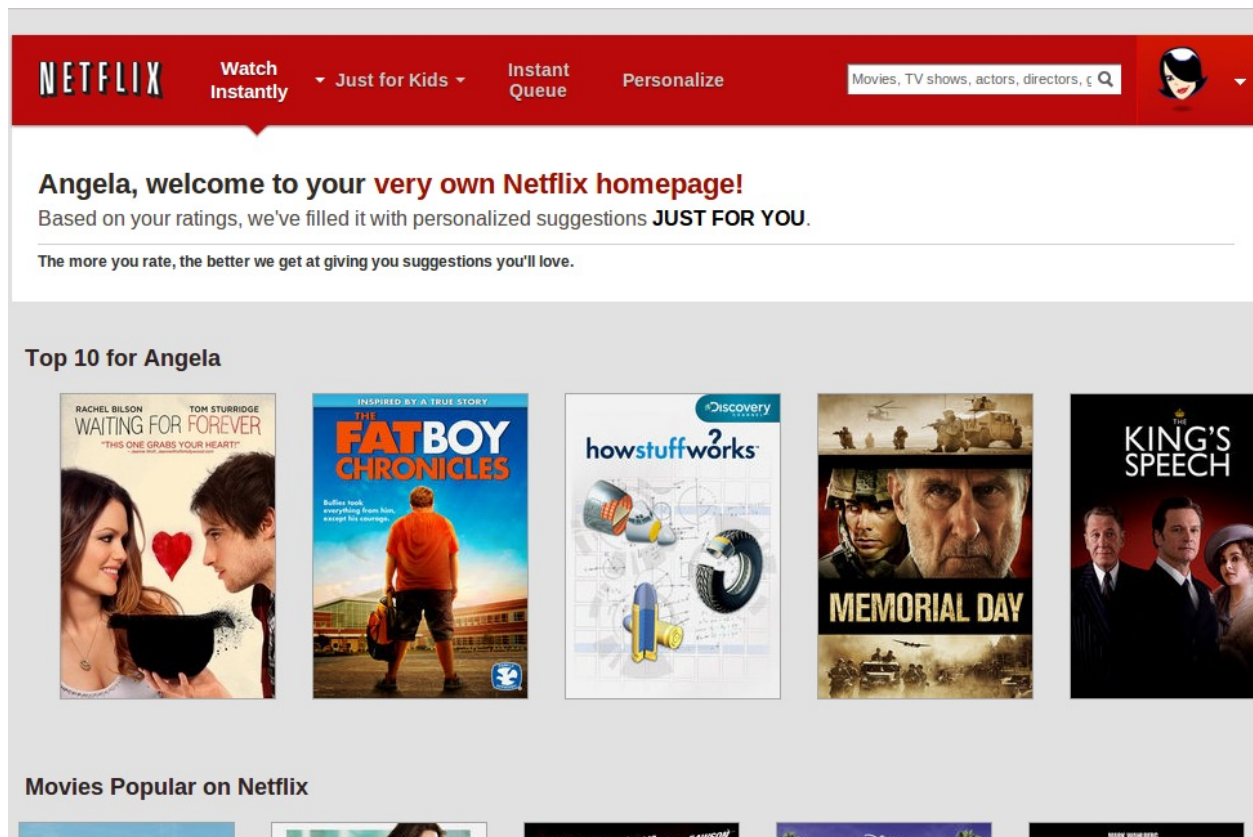 NETFLIX
Watch
Instantly
Just for Kids
Instant
Queue
Personalize
Movies, TV shows, actors, directors, g
Angela, welcome to your very own Netflix homepage!
Based on your ratings, we've filled it with personalized suggestions JUST FOR YOU.
The more you rate, the better we get at giving you suggestions you'll love.
Top 10 for Angela
RACHEL BILSON TOM STURRIDGE
WAITING FOR FOREVER
"THIS ONE GRABS YOUR HEART!"
INSPIRED BY A TRUE STORY
THE
FAT BOY
CHRONICLES
Bullies took
everything from him,
except his courage.
Discovery
CHANNEL
howstuffworks
MEMORIAL DAY
THE
KING'S
SPEECH
Movies Popular on Netflix
DAWSON
MARK WAHLBERG